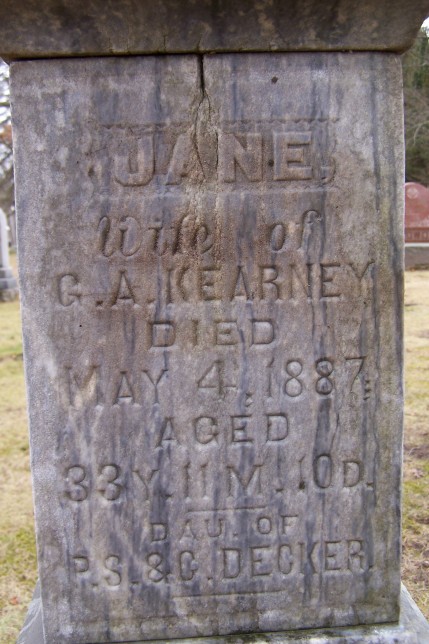 JANE,
Wife of
G. A. KEARNEY
DIED
MAY 4, 1887,
AGED
33 Y. 11 M. 10 D.
DAU. OF
P.S. & C. DECKER.